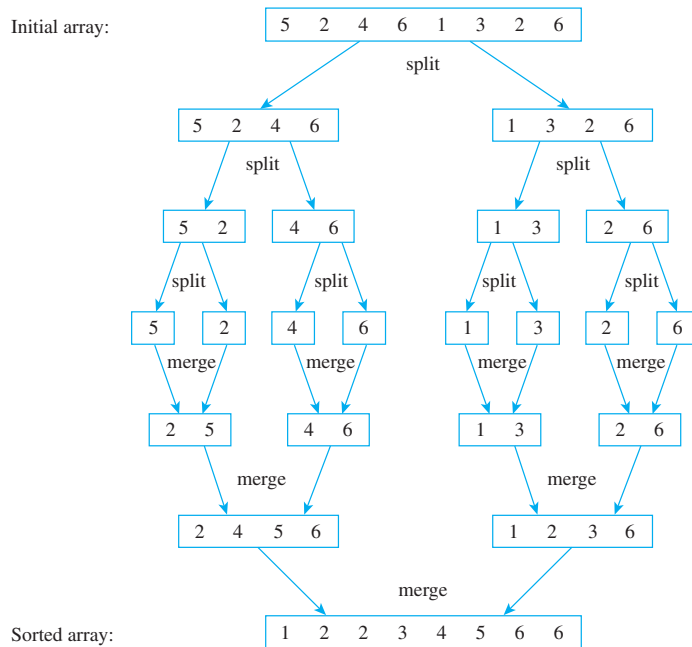 Initial array: 5 2 4 6 1 3 2 6
split
5 2 4 6 1 3 2 6
split split
5 2 4 6 1 3 2 6
split split split split
5 2 4 6 1 3 2 6
merge merge merge merge
2 5 4 6 1 3 2 6
merge merge
2 4 5 6 1 2 3 6
merge
Sorted array: 1 2 2 3 4 5 6 6